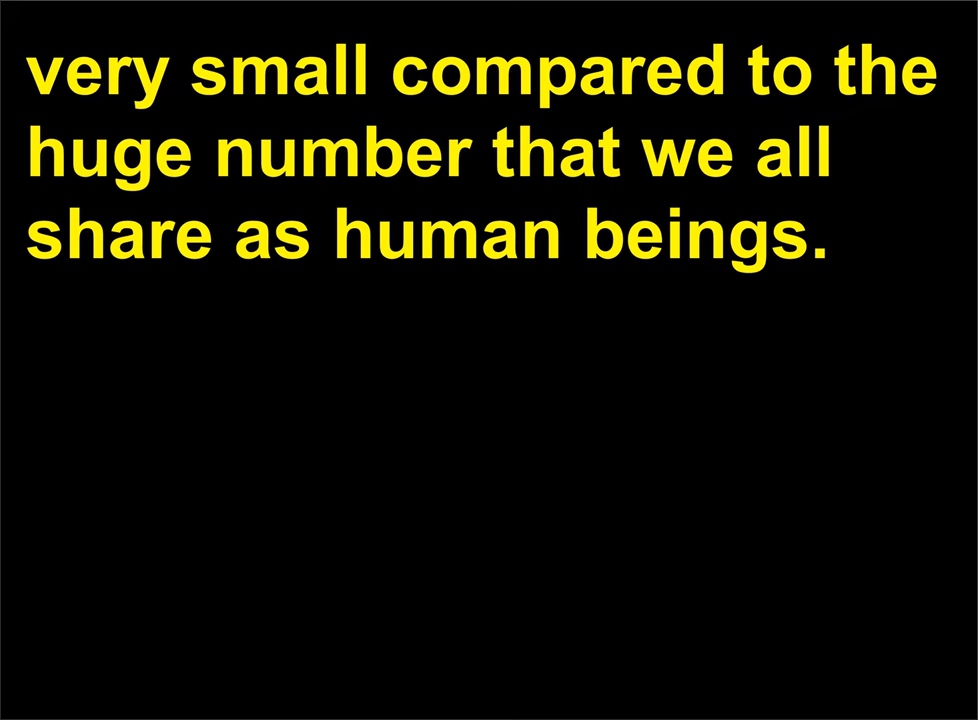 very small compared to the
huge number that we all
share as human beings.